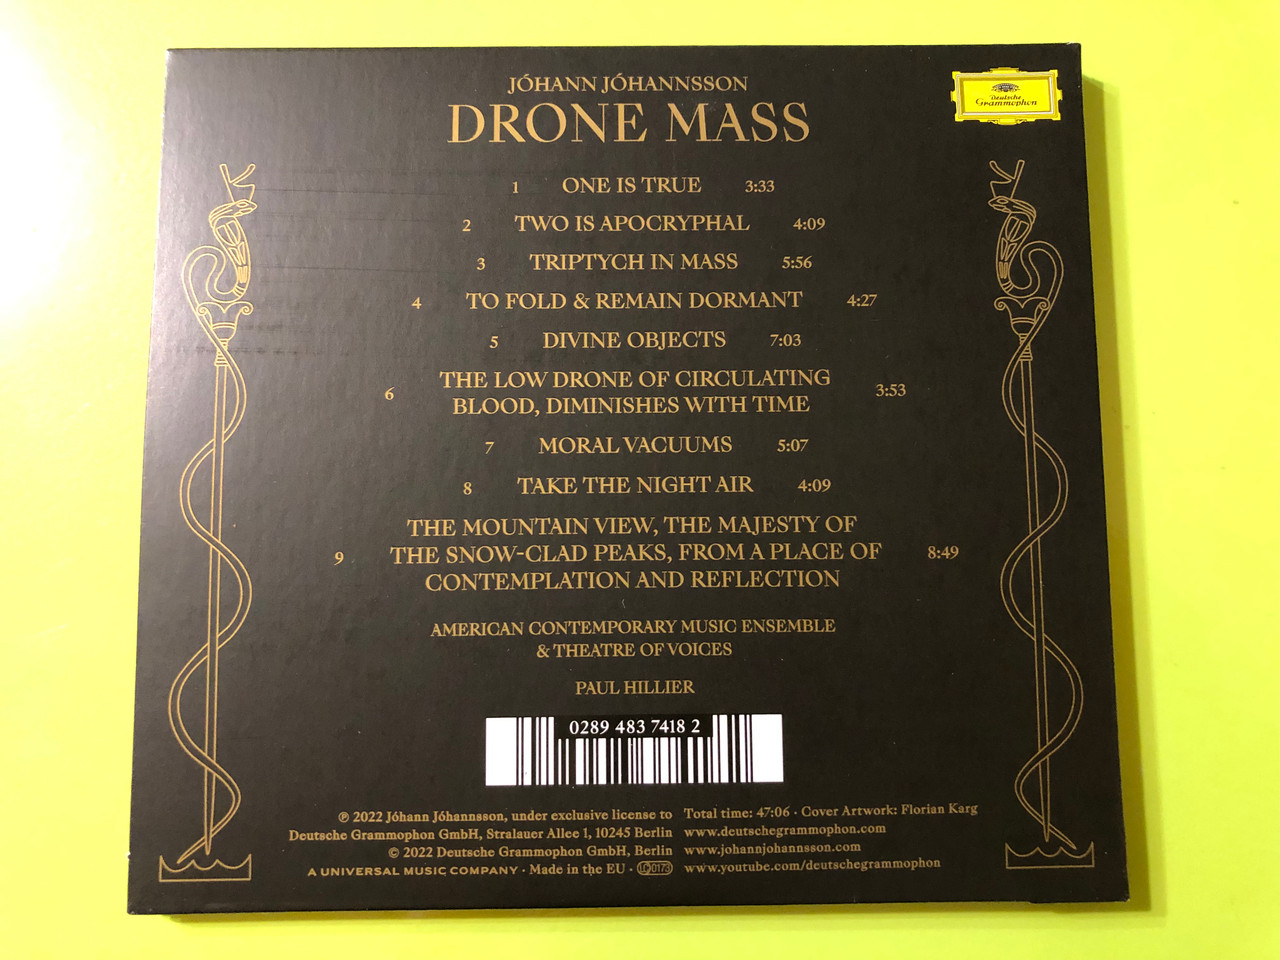 JÓHANN JÓHANNSSON
DRONE MASS
Deutsche
Grammophon
1 ONE IS TRUE 3:33
2 TWO IS APOCRYPHAL 4:09
3 TRIPTYCH IN MASS 5:56
4 TO FOLD & REMAIN DORMANT 4:27
5 DIVINE OBJECTS 7:03
6 THE LOW DRONE OF CIRCULATING
BLOOD, DIMINISHES WITH TIME 3:53
7 MORAL VACUUMS 5:07
8 TAKE THE NIGHT AIR 4:09
THE MOUNTAIN VIEW, THE MAJESTY OF
9 THE SNOW-CLAD PEAKS, FROM A PLACE OF 8:49
CONTEMPLATION AND REFLECTION
AMERICAN CONTEMPORARY MUSIC ENSEMBLE
& THEATRE OF VOICES
PAUL HILLIER
0289 483 7418 2
℗ 2022 Jóhann Jóhannsson, under exclusive license to
Deutsche Grammophon GmbH, Stralauer Allee 1, 10245 Berlin
© 2022 Deutsche Grammophon GmbH, Berlin
A UNIVERSAL MUSIC COMPANY · Made in the EU · LC0173
Total time: 47:06 · Cover Artwork: Florian Karg
www.deutschegrammophon.com
www.johannjohannsson.com
www.youtube.com/deutschegrammophon